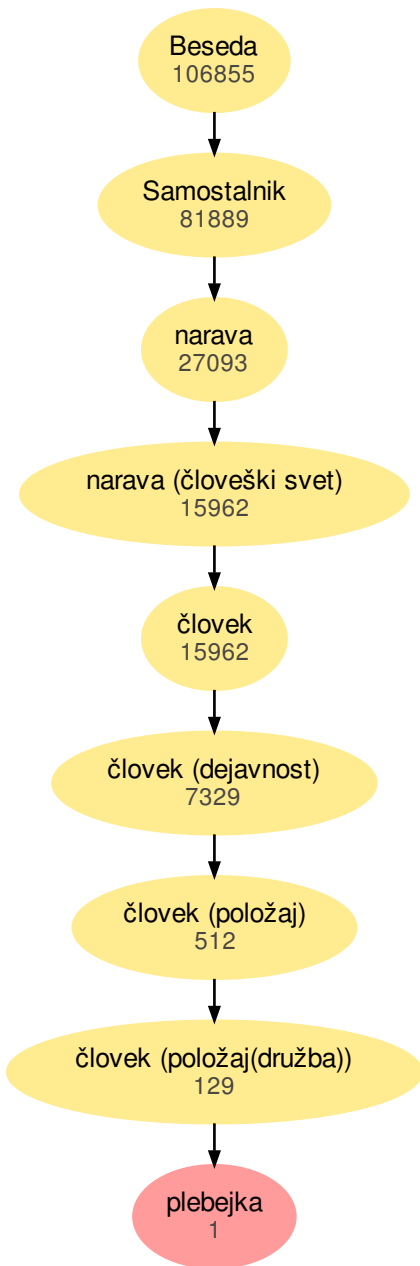 Beseda
106855
Samostalnik
81889
narava
27093
narava (človeški svet)
15962
človek
15962
človek (dejavnost)
7329
človek (položaj)
512
človek (položaj(družba))
129
plebejka
1